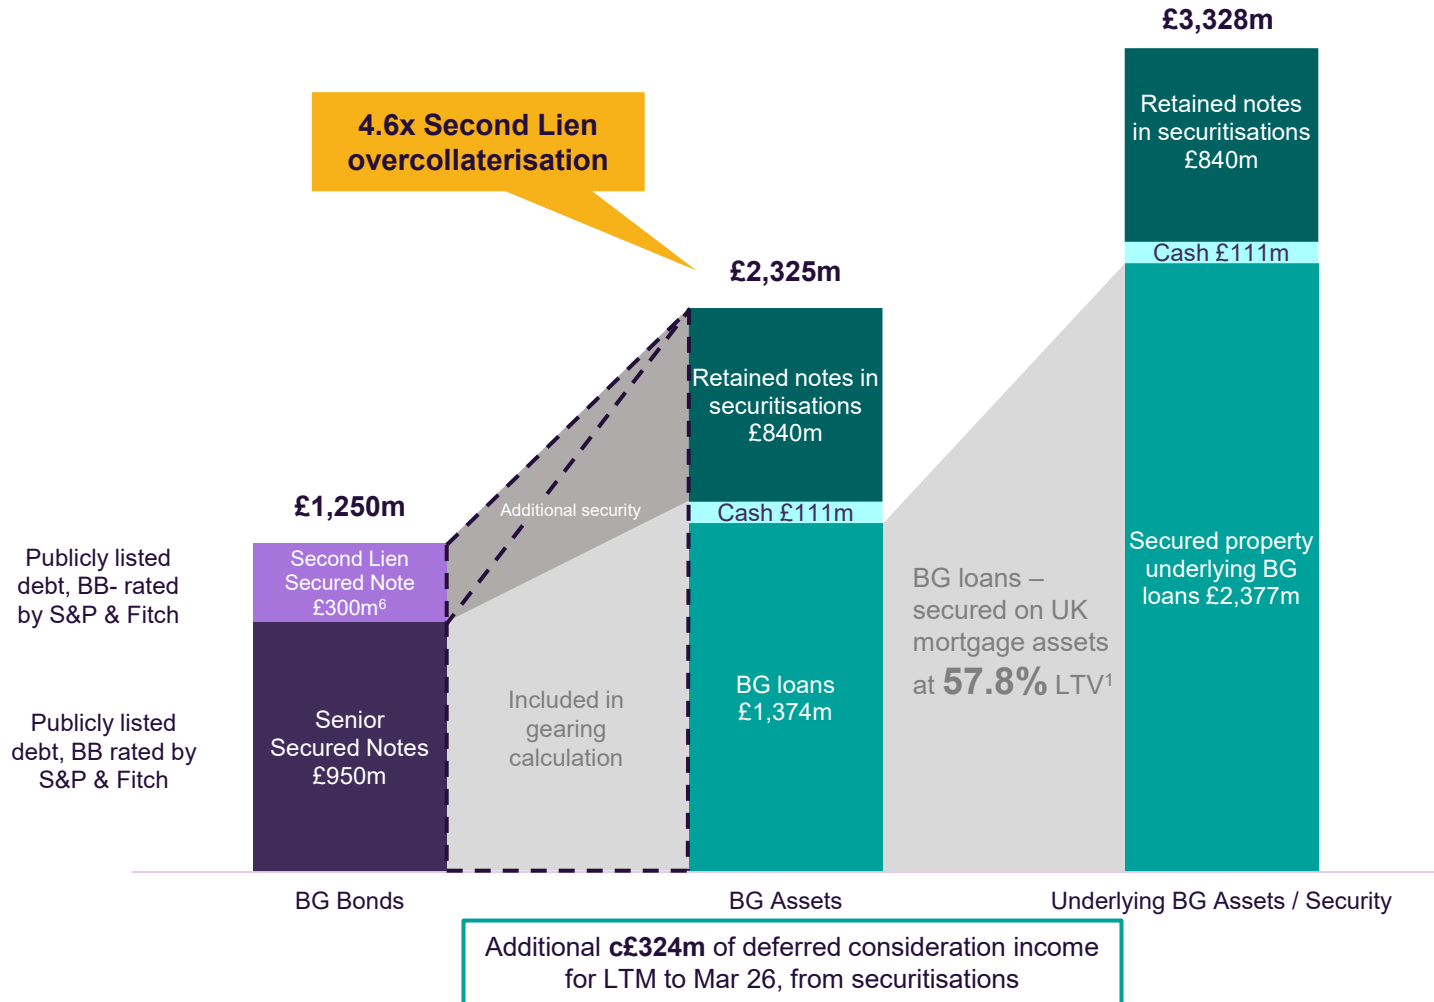 £3,328m
Retained notes
in securitisations
£840m
Cash £111m
Secured property
underlying BG
loans £2,377m
4.6x Second Lien
overcollaterisation
£2,325m
Retained notes in
securitisations
£840m
Cash £111m
BG loans
£1,374m
£1,250m
Second Lien
Secured Note
£300m⁶
Senior
Secured Notes
£950m
Publicly listed
debt, BB- rated
by S&P & Fitch
Publicly listed
debt, BB rated by
S&P & Fitch
Additional security
Included in
gearing
calculation
BG loans –
secured on UK
mortgage assets
at 57.8% LTV¹
BG Bonds
BG Assets
Underlying BG Assets / Security
Additional c£324m of deferred consideration income
for LTM to Mar 26, from securitisations